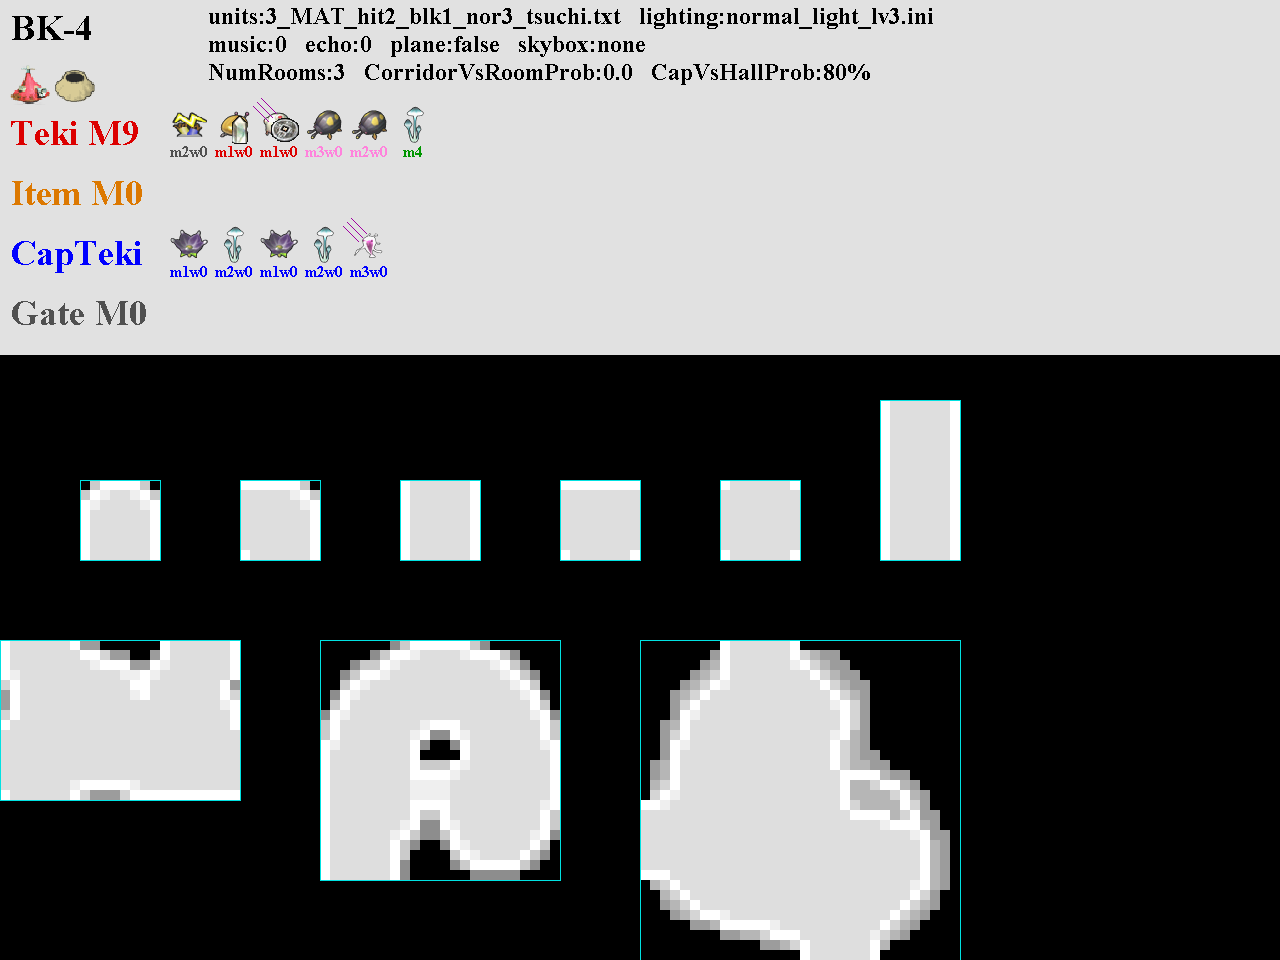 BK-4
units:3_MAT_hit2_blk1_nor3_tsuchi.txt lighting:normal_light_lv3.ini
music:0 echo:0 plane:false skybox:none
NumRooms:3 CorridorVsRoomProb:0.0 CapVsHallProb:80%
Teki M9
m2w0 m1w0 m1w0 m3w0 m2w0 m4
Item M0
CapTeki
m1w0 m2w0 m1w0 m2w0 m3w0
Gate M0